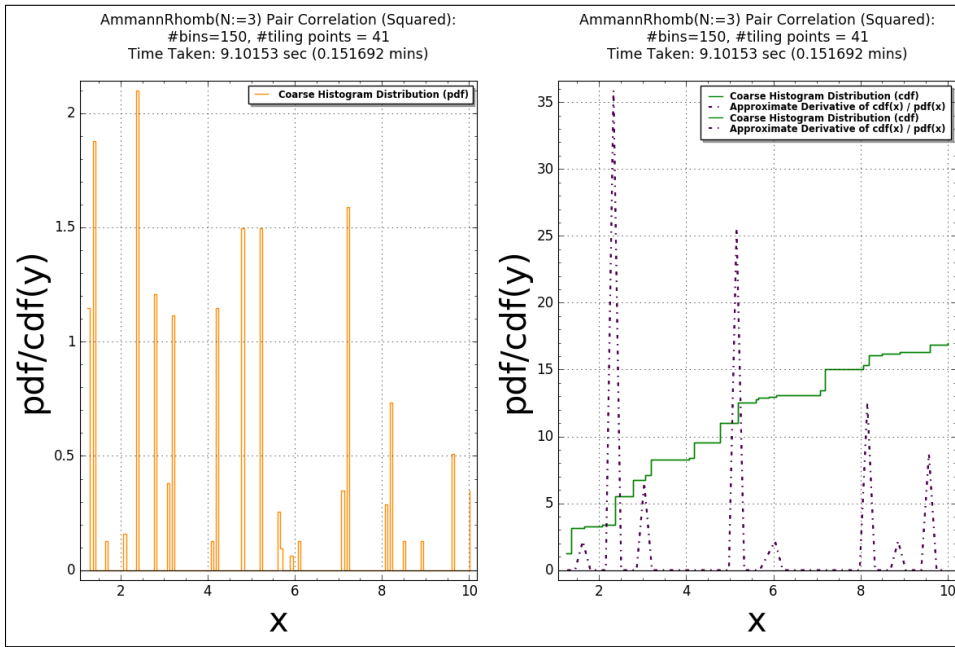 AmmannRhomb(N:=3) Pair Correlation (Squared):
#bins=150, #tiling points = 41
Time Taken: 9.10153 sec (0.151692 mins)
Coarse Histogram Distribution (pdf)
2
1.5
1
0.5
0
pdf/cdf(y)
2
4
6
8
10
x
AmmannRhomb(N:=3) Pair Correlation (Squared):
#bins=150, #tiling points = 41
Time Taken: 9.10153 sec (0.151692 mins)
Coarse Histogram Distribution (cdf)
Approximate Derivative of cdf(x) / pdf(x)
Coarse Histogram Distribution (cdf)
Approximate Derivative of cdf(x) / pdf(x)
35
30
25
20
15
10
5
0
pdf/cdf(y)
2
4
6
8
10
x